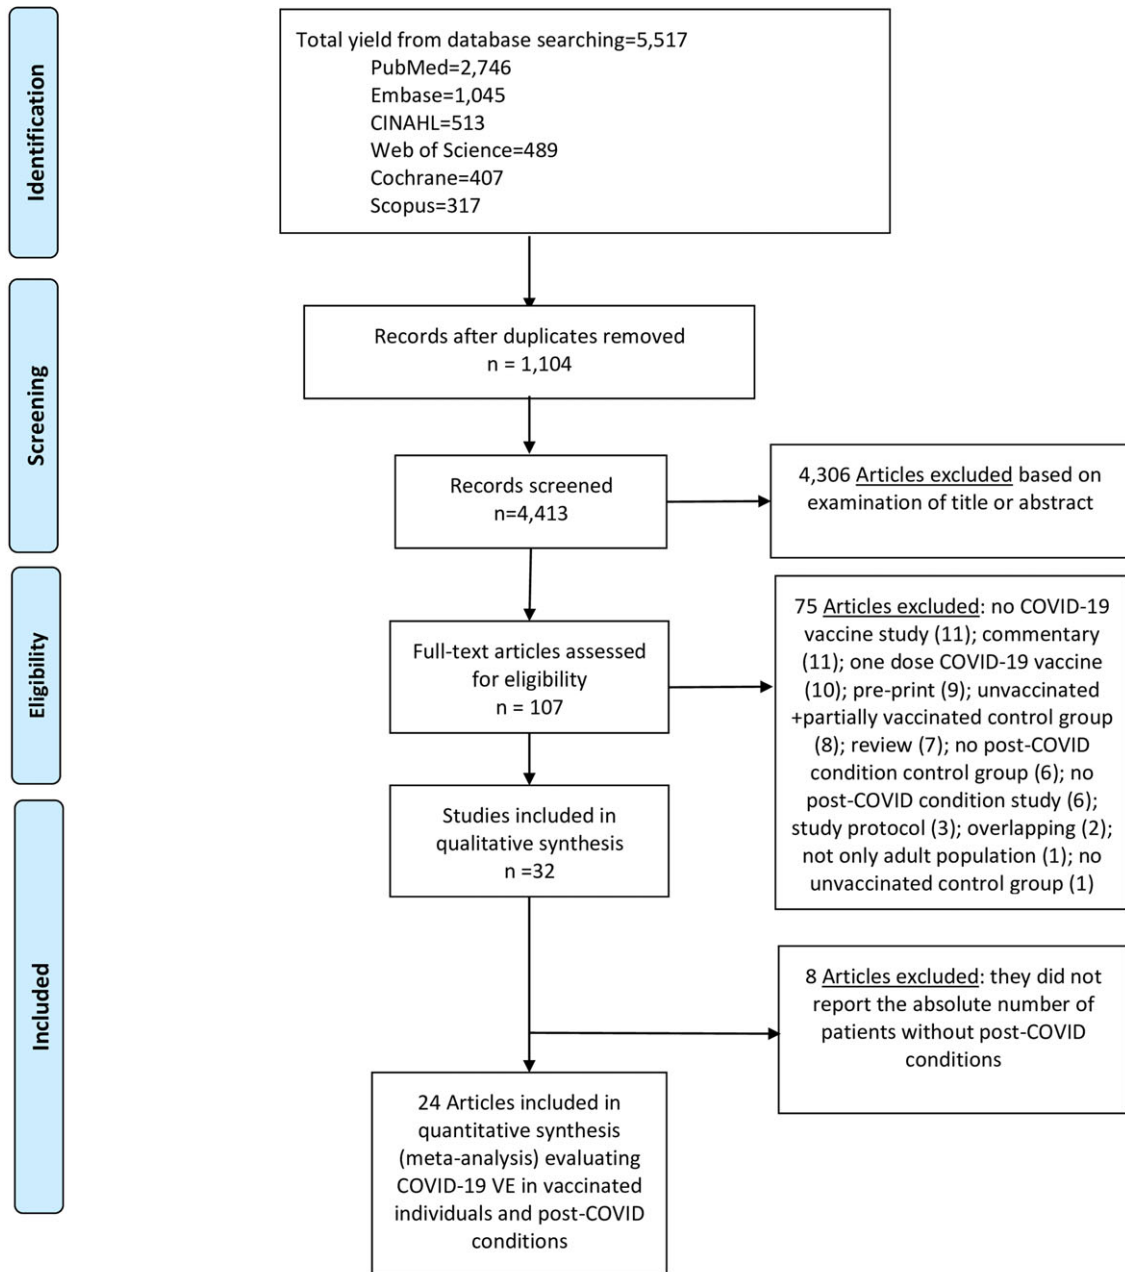 Identification
Total yield from database searching=5,517
PubMed=2,746
Embase=1,045
CINAHL=513
Web of Science=489
Cochrane=407
Scopus=317
Screening
Records after duplicates removed
n = 1,104
Records screened
n=4,413
4,306 Articles excluded based on
examination of title or abstract
Eligibility
Full-text articles assessed
for eligibility
n = 107
75 Articles excluded: no COVID-19
vaccine study (11); commentary
(11); one dose COVID-19 vaccine
(10); pre-print (9); unvaccinated
+partially vaccinated control group
(8); review (7); no post-COVID
condition control group (6); no
post-COVID condition study (6);
study protocol (3); overlapping (2);
not only adult population (1); no
unvaccinated control group (1)
Included
Studies included in
qualitative synthesis
n =32
8 Articles excluded: they did not
report the absolute number of
patients without post-COVID
conditions
24 Articles included in
quantitative synthesis
(meta-analysis) evaluating
COVID-19 VE in vaccinated
individuals and post-COVID
conditions